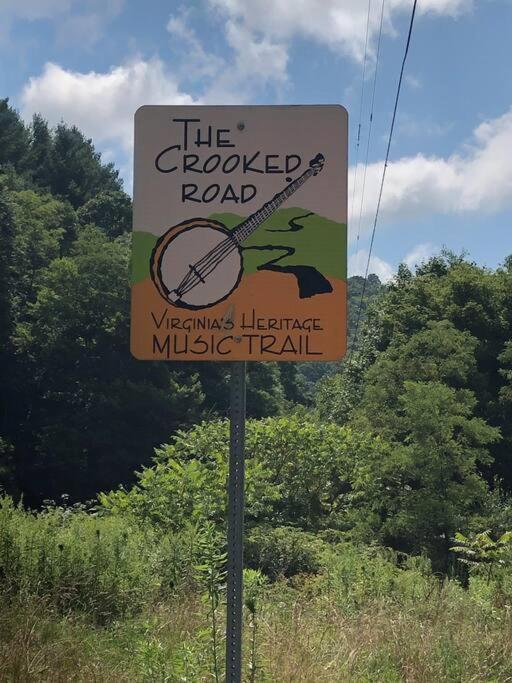 THE
CROOKED
ROAD
VIRGINIA'S HERITAGE
MUSIC TRAIL